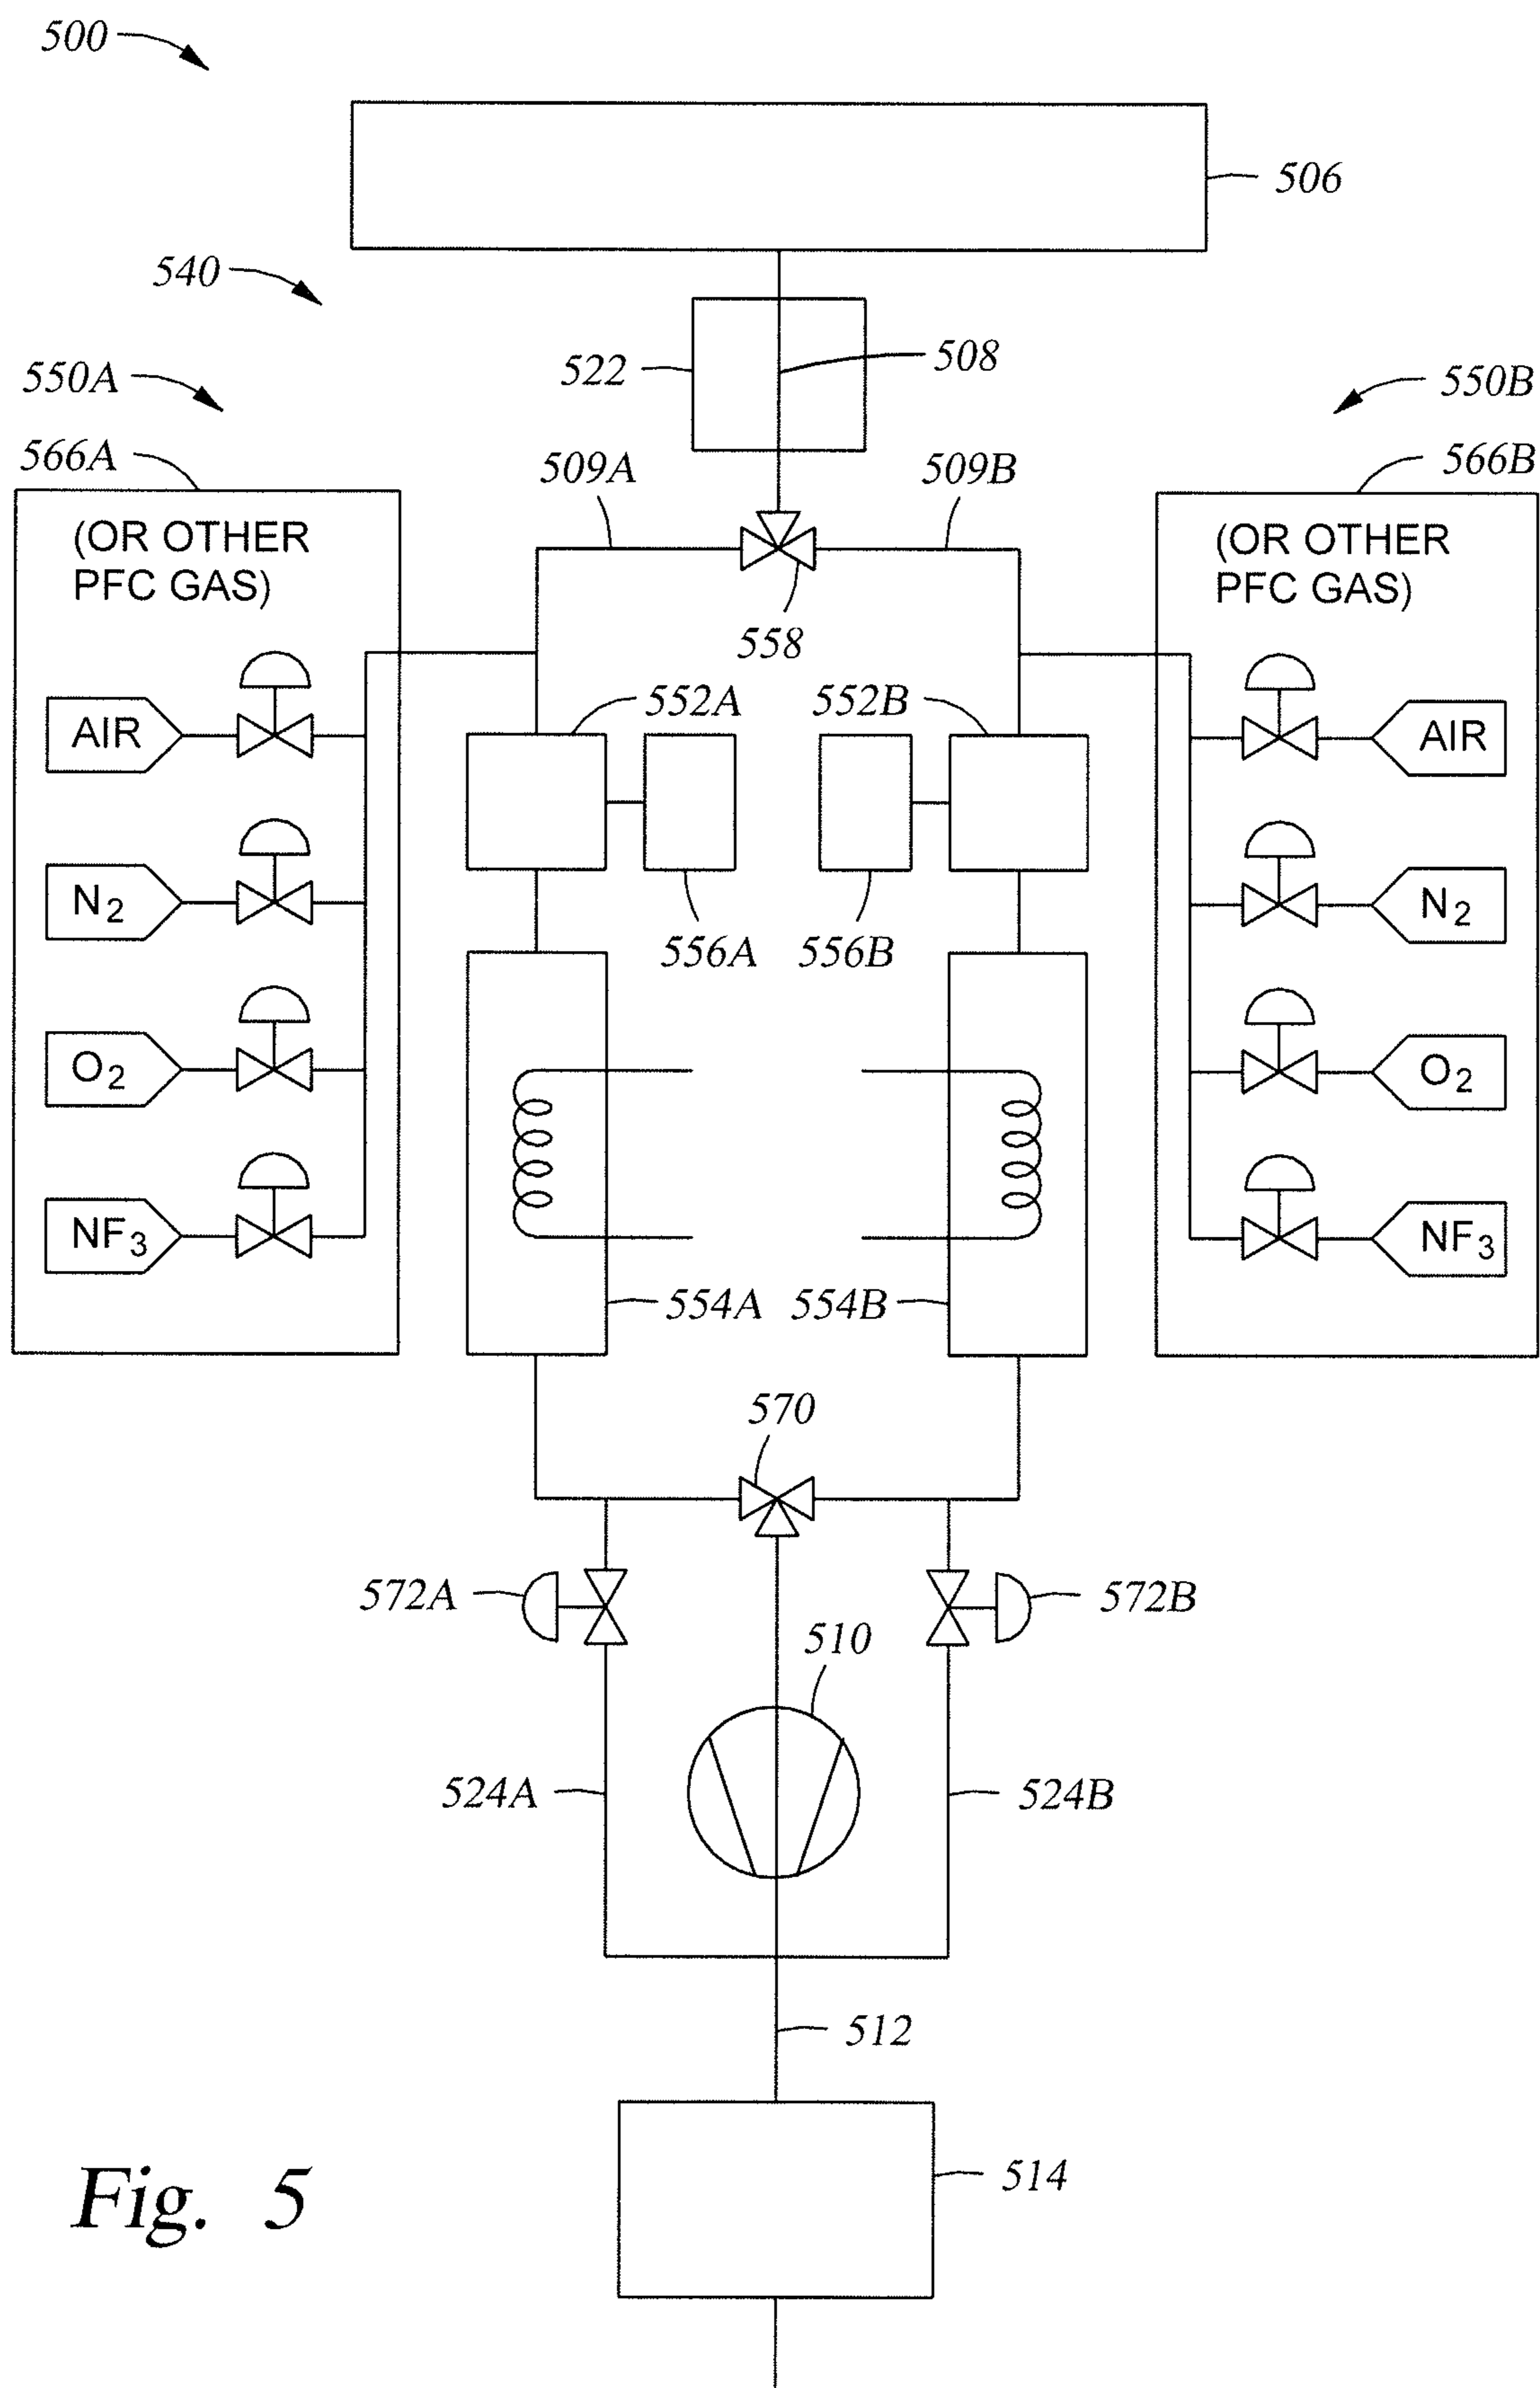 500
506
540
522
508
550A
550B
566A
509A
509B
566B
(OR OTHER
PFC GAS)
(OR OTHER
PFC GAS)
558
552A
552B
AIR
AIR
N2
N2
556A
556B
O2
O2
NF3
NF3
554A
554B
570
572A
572B
510
524A
524B
512
514
Fig. 5